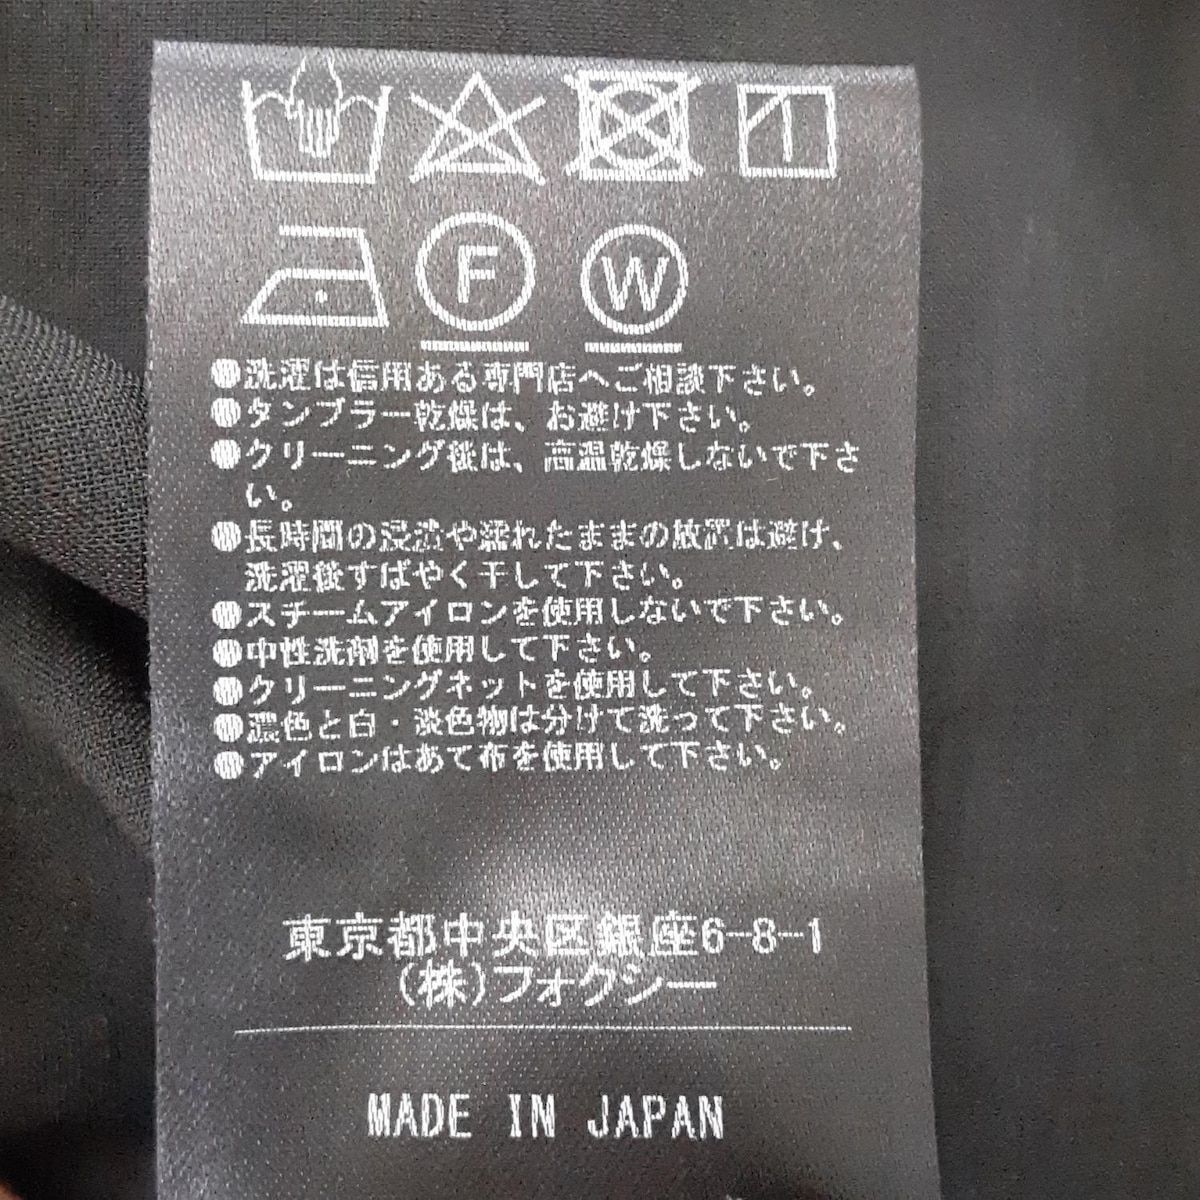 F W
●洗濯は信用ある専門店へご相談下さい。
●タンブラー乾燥は、お避け下さい。
●クリーニング後は、高温乾燥しないで下さ
い。
●長時間の浸漬や濡れたままの放置は避け、
洗濯後すばやく干して下さい。
●スチームアイロンを使用しないで下さい。
●中性洗剤を使用して下さい。
●クリーニングネットを使用して下さい。
●濃色と白・淡色物は分けて洗って下さい。
●アイロンはあて布を使用して下さい。
東京都中央区銀座6-8-1
(株)フォクシー
MADE IN JAPAN